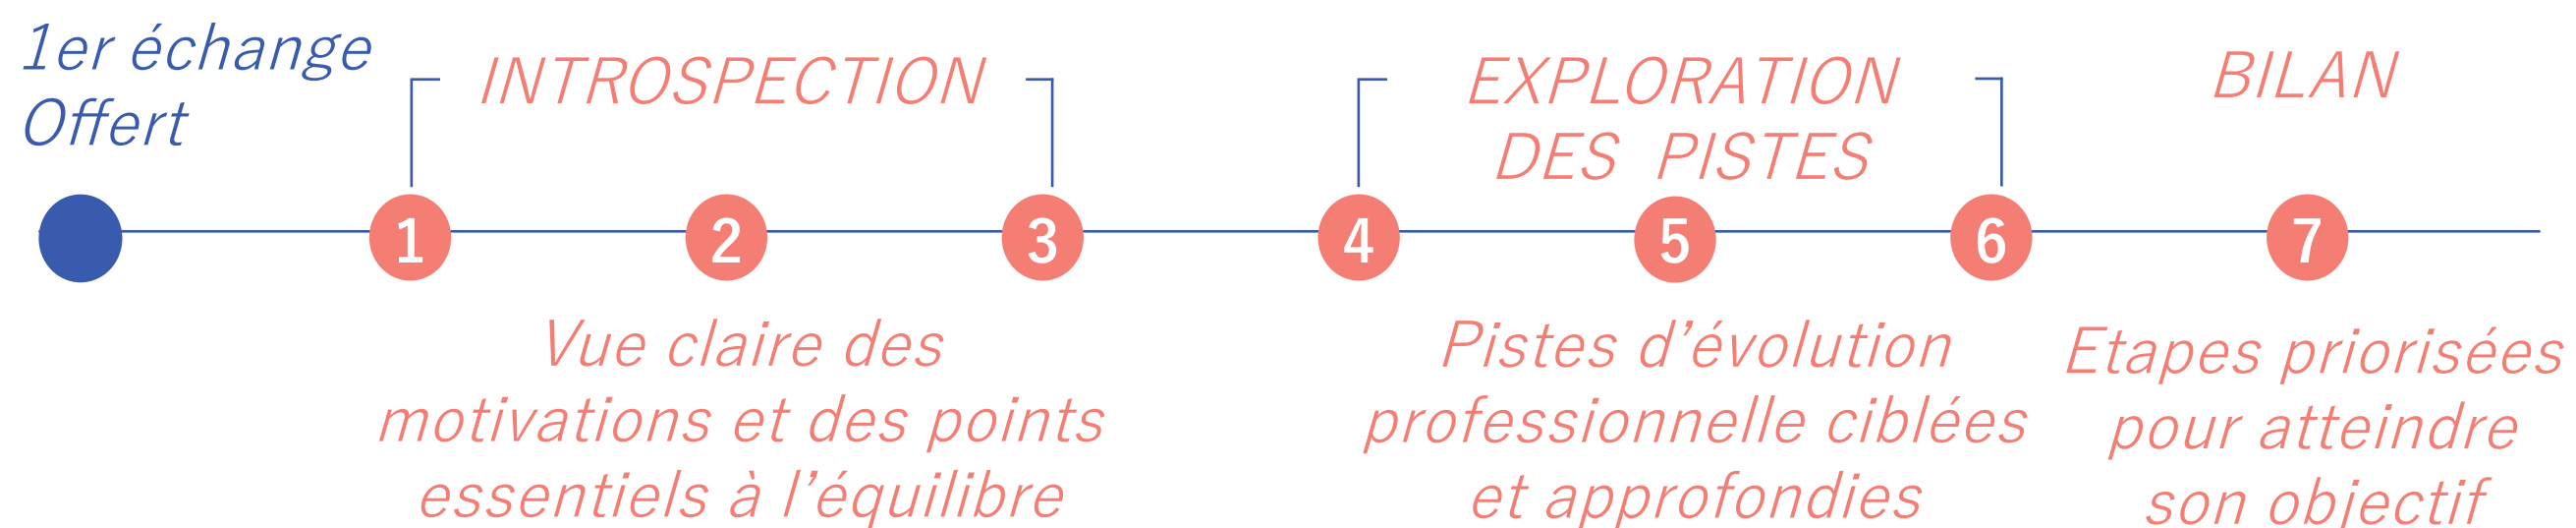 1er échange
Offert
INTROSPECTION
EXPLORATION
DES PISTES
BILAN
1
2
3
4
5
6
7
Vue claire des
motivations et des points
essentiels à l’équilibre
Pistes d’évolution
professionnelle ciblées
et approfondies
Etapes priorisées
pour atteindre
son objectif